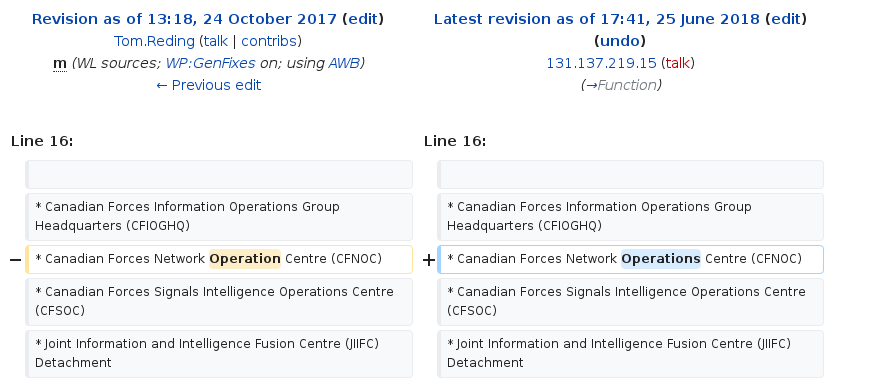 Revision as of 13:18, 24 October 2017 (edit)
Tom.Reding (talk | contribs)
m (WL sources; WP:GenFixes on; using AWB)
← Previous edit
Latest revision as of 17:41, 25 June 2018 (edit)
(undo)
131.137.219.15 (talk)
(→Function)
Line 16:
Line 16:
* Canadian Forces Information Operations Group
Headquarters (CFIOGHQ)
* Canadian Forces Information Operations Group
Headquarters (CFIOGHQ)
− * Canadian Forces Network Operation Centre (CFNOC)
+ * Canadian Forces Network Operations Centre (CFNOC)
* Canadian Forces Signals Intelligence Operations Centre
(CFSOC)
* Canadian Forces Signals Intelligence Operations Centre
(CFSOC)
* Joint Information and Intelligence Fusion Centre (JIIFC)
Detachment
* Joint Information and Intelligence Fusion Centre (JIIFC)
Detachment